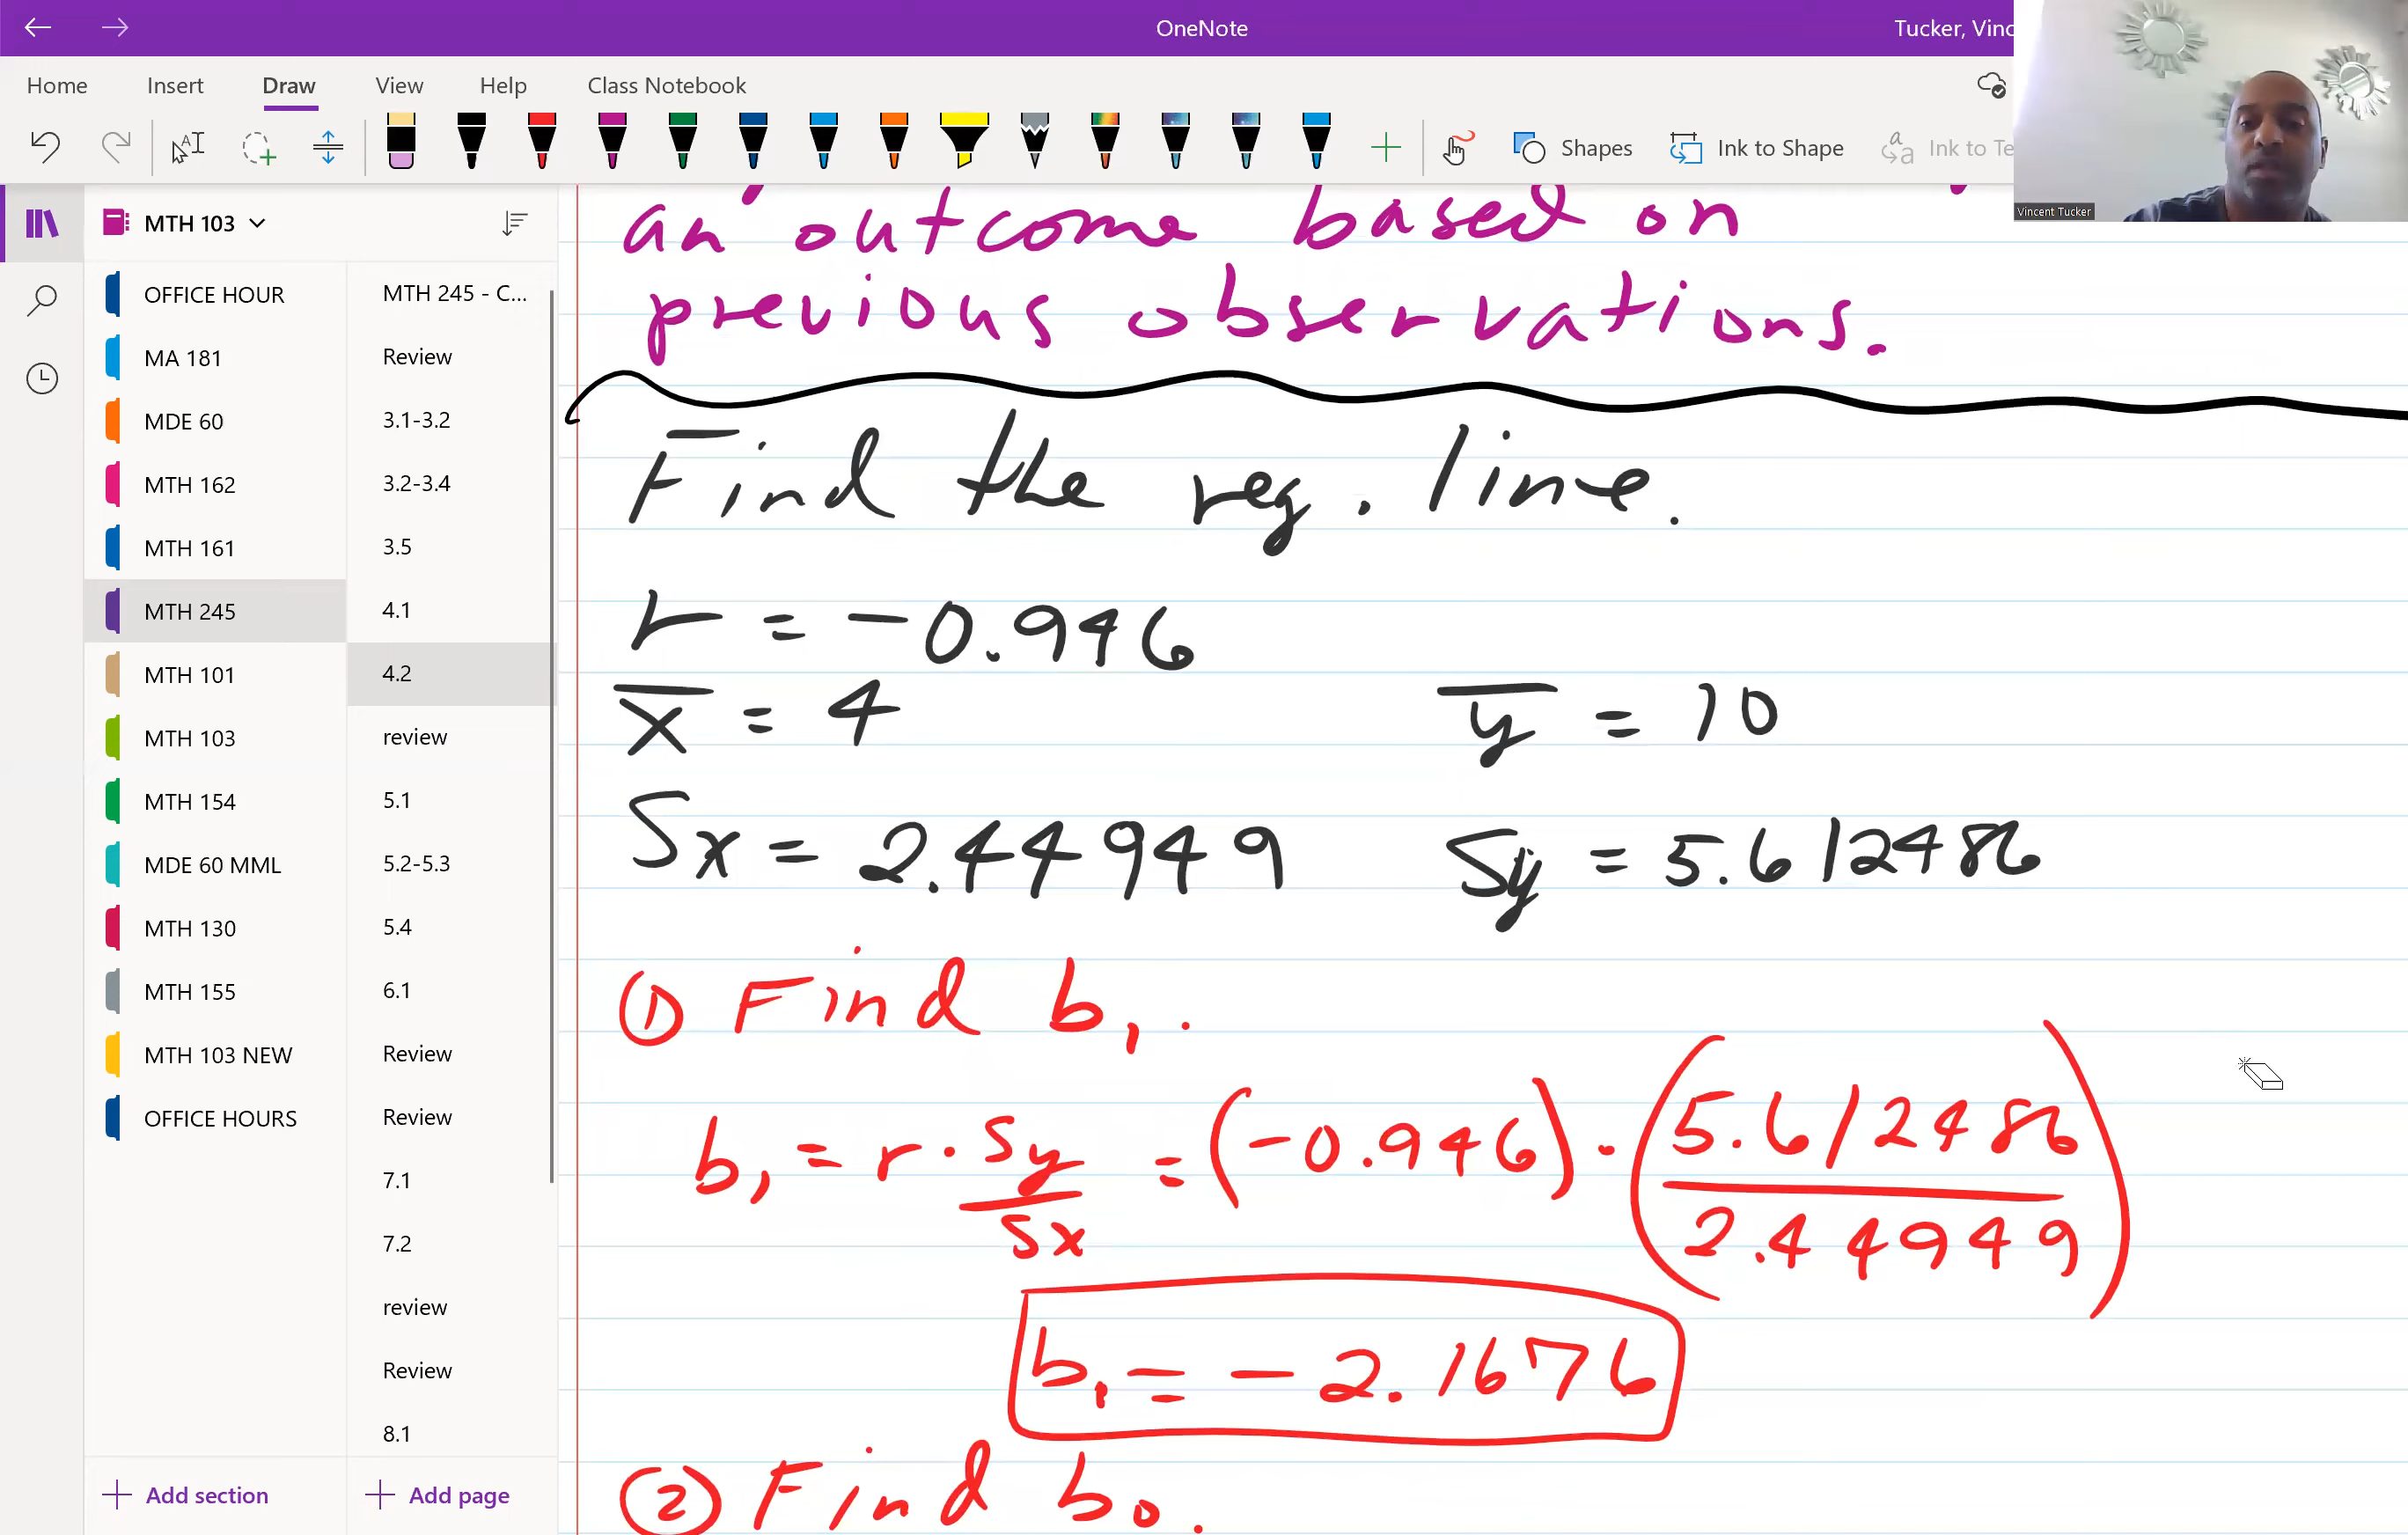 OneNote
Tucker, Vinc
Home Insert Draw View Help Class Notebook
Shapes Ink to Shape Ink to Te
Vincent Tucker
MTH 103
OFFICE HOUR
MA 181
MDE 60
MTH 162
MTH 161
MTH 245
MTH 101
MTH 103
MTH 154
MDE 60 MML
MTH 130
MTH 155
MTH 103 NEW
OFFICE HOURS
Add section
MTH 245 - C...
Review
3.1-3.2
3.2-3.4
3.5
4.1
4.2
review
5.1
5.2-5.3
5.4
6.1
Review
Review
7.1
7.2
review
Review
8.1
Add page
an outcome based on
previous observations.
Find the reg. line.
r = -0.946
x̅ = 4 y̅ = 10
Sx = 2.44949 Sy = 5.612486
① Find b₁.
b₁ = r · Sy/Sx = (-0.946) · (5.612486/2.44949)
b₁ = -2.1676
② Find b₀.